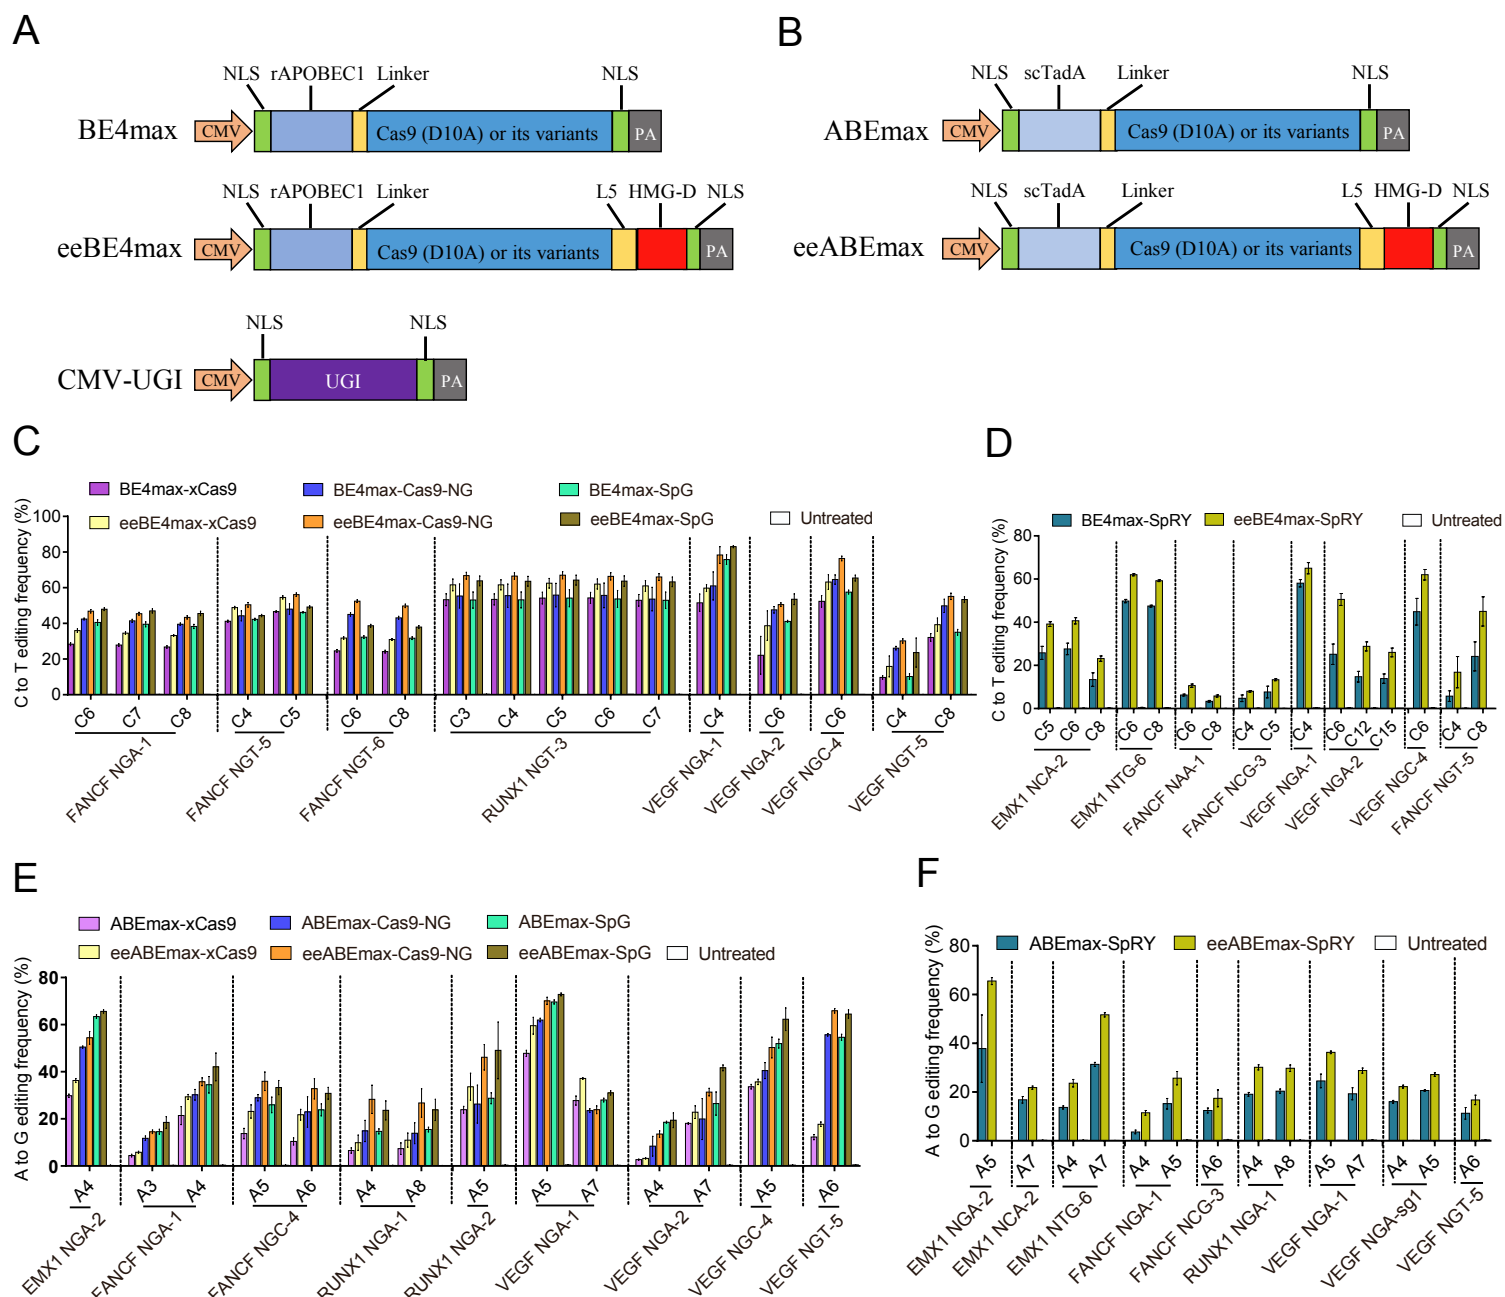 A
B
NLS rAPOBEC1 Linker NLS
BE4max CMV Cas9 (D10A) or its variants PA
NLS scTadA Linker NLS
ABEmax CMV Cas9 (D10A) or its variants PA
NLS rAPOBEC1 Linker L5 HMG-D NLS
eeBE4max CMV Cas9 (D10A) or its variants PA
NLS scTadA Linker L5 HMG-D NLS
eeABEmax CMV Cas9 (D10A) or its variants PA
NLS NLS
CMV-UGI CMV UGI PA
C
BE4max-xCas9 BE4max-Cas9-NG BE4max-SpG
eeBE4max-xCas9 eeBE4max-Cas9-NG eeBE4max-SpG Untreated
C to T editing frequency (%)
100
80
60
40
20
0
C6 C7 C8 C4 C5 C6 C8 C3 C4 C5 C6 C7 C4 C6 C6 C4 C8
FANCF NGA-1 FANCF NGT-5 FANCF NGT-6 RUNX1 NGT-3 VEGF NGA-1 VEGF NGA-2 VEGF NGC-4 VEGF NGT-5
D
BE4max-SpRY eeBE4max-SpRY Untreated
C to T editing frequency (%)
80
60
40
20
0
C5 C6 C8 C6 C8 C6 C8 C4 C5 C4 C6 C12 C15 C6 C4 C8
EMX1 NCA-2 EMX1 NTG-6 FANCF NAA-1 FANCF NCG-3 VEGF NGA-1 VEGF NGA-2 VEGF NGC-4 FANCF NGT-5
E
ABEmax-xCas9 ABEmax-Cas9-NG ABEmax-SpG
eeABEmax-xCas9 eeABEmax-Cas9-NG eeABEmax-SpG Untreated
A to G editing frequency (%)
80
60
40
20
0
A4 A3 A4 A5 A6 A4 A8 A5 A5 A7 A4 A7 A5 A6
EMX1 NGA-2 FANCF NGA-1 FANCF NGC-4 RUNX1 NGA-1 RUNX1 NGA-2 VEGF NGA-1 VEGF NGA-2 VEGF NGC-4 VEGF NGT-5
F
ABEmax-SpRY eeABEmax-SpRY Untreated
A to G editing frequency (%)
80
60
40
20
0
A5 A7 A4 A7 A4 A5 A6 A4 A8 A5 A7 A4 A5 A6
EMX1 NGA-2 EMX1 NCA-2 EMX1 NTG-6 FANCF NGA-1 FANCF NCG-3 RUNX1 NGA-1 VEGF NGA-1 VEGF NGA-sg1 VEGF NGT-5